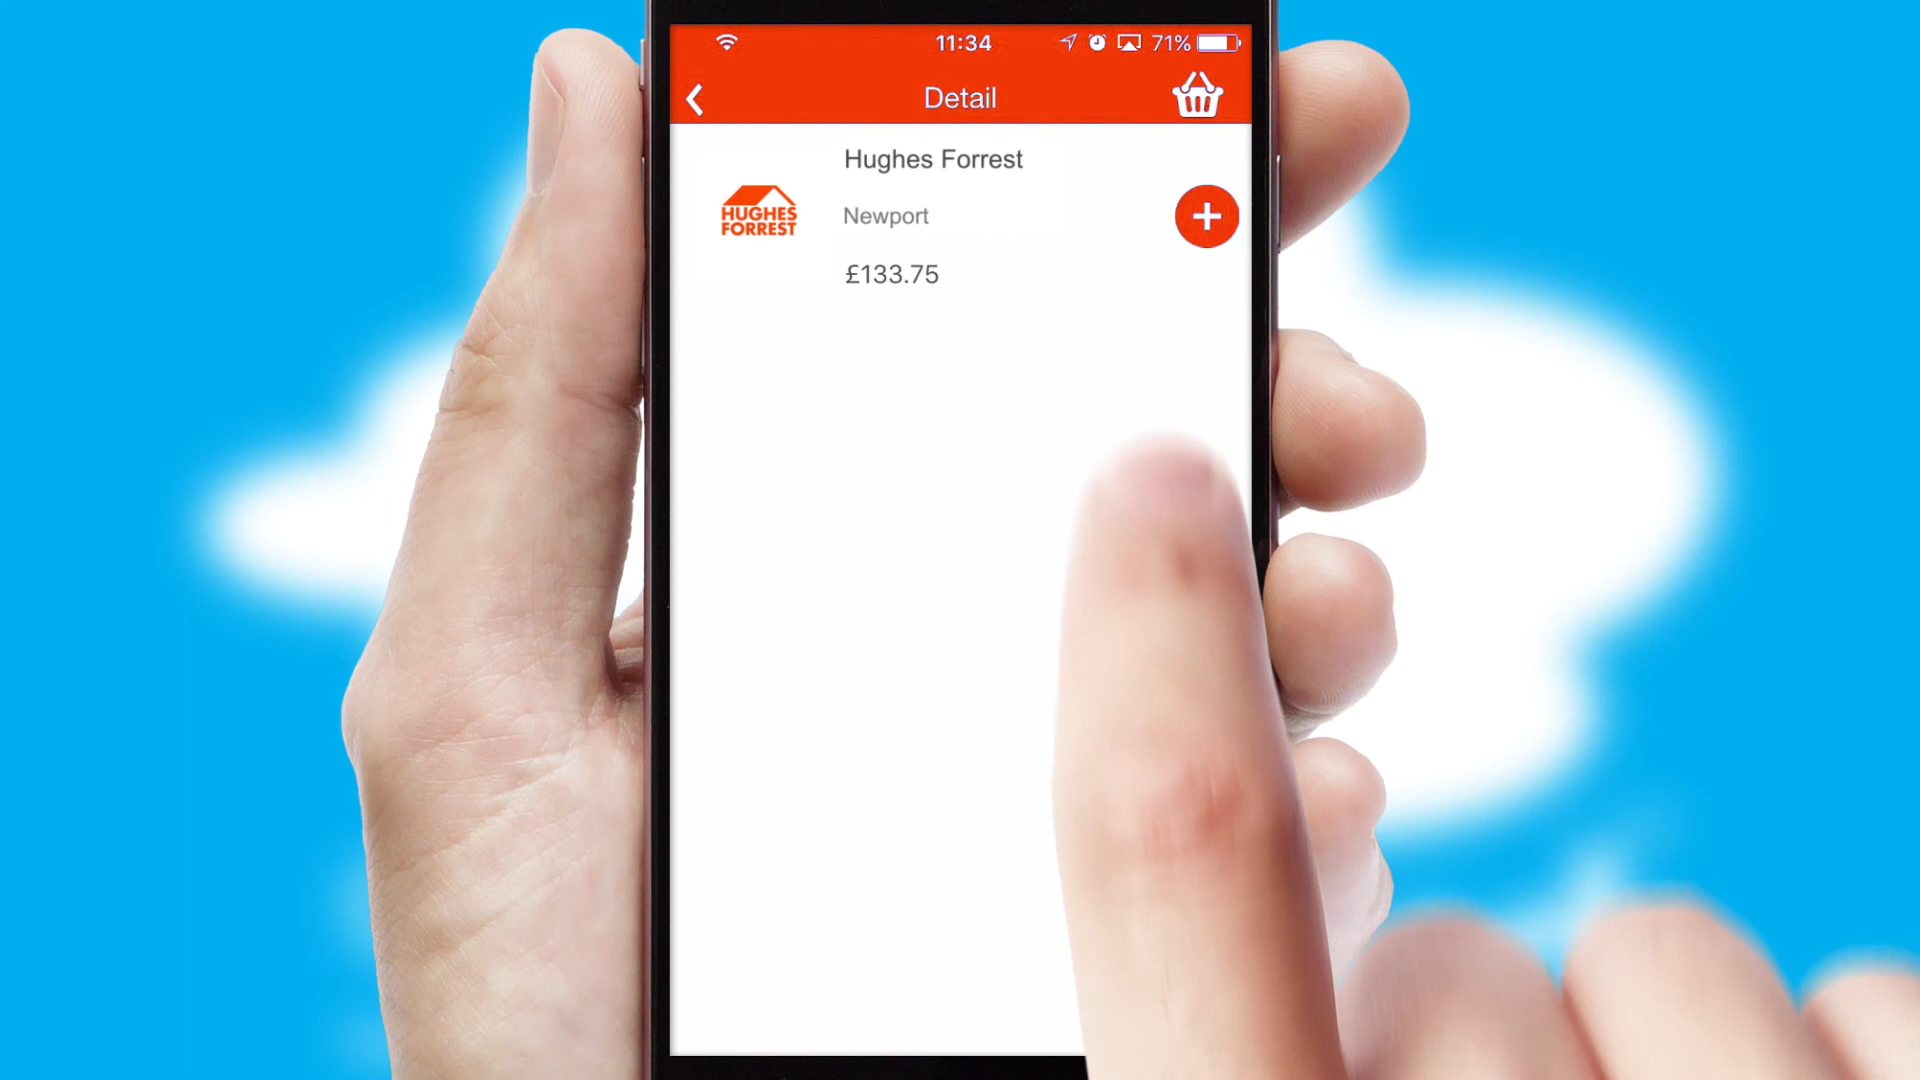 11:34
71%
Detail
Hughes Forrest
HUGHES
FORREST
Newport
£133.75